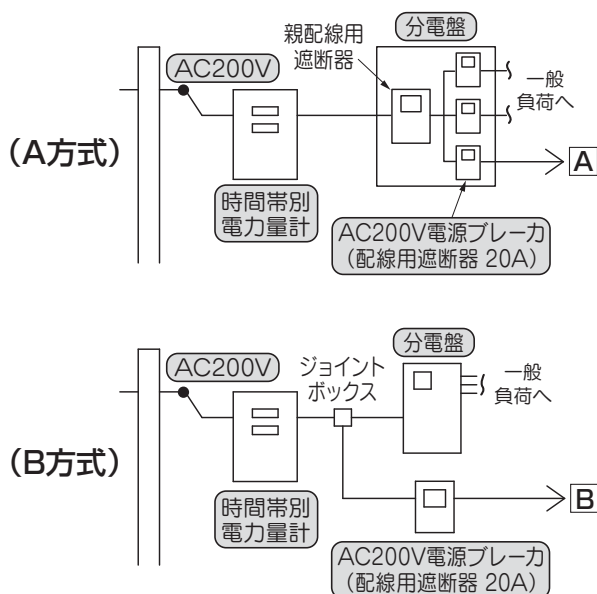 (A方式)
AC200V
親配線用
遮断器
分電盤
一般
負荷へ
A
時間帯別
電力量計
AC200V電源ブレーカ
(配線用遮断器 20A)
(B方式)
AC200V
ジョイント
ボックス
分電盤
一般
負荷へ
B
時間帯別
電力量計
AC200V電源ブレーカ
(配線用遮断器 20A)